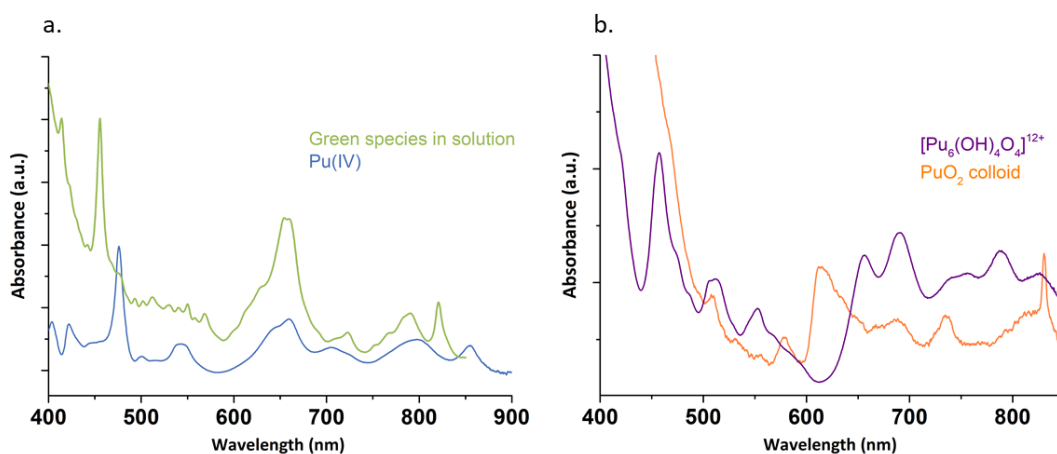 a.
Green species in solution
Pu(IV)
Absorbance (a.u.)
400 500 600 700 800 900
Wavelength (nm)
b.
[Pu₆(OH)₄O₄]¹²⁺
PuO₂ colloid
Absorbance (a.u.)
400 500 600 700 800
Wavelength (nm)